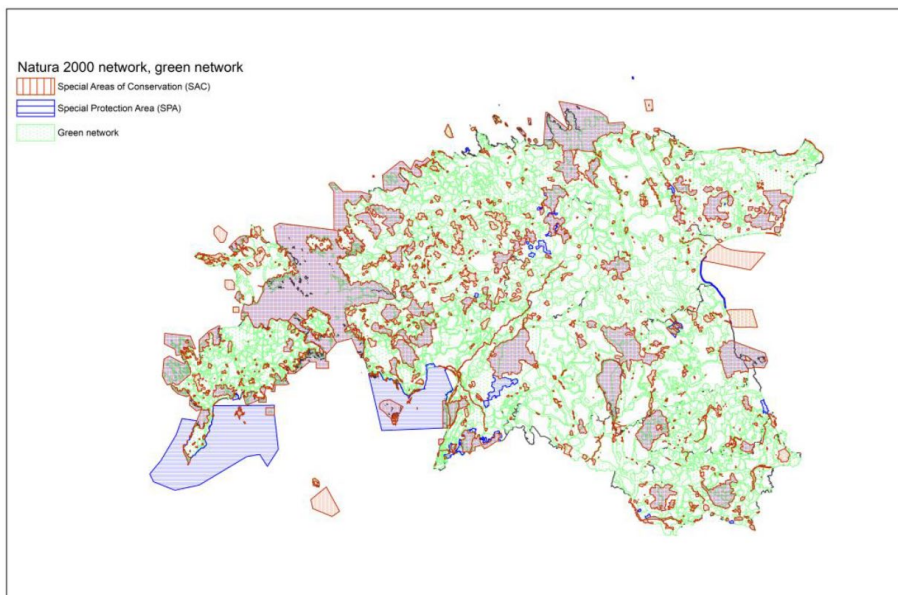 Natura 2000 network, green network
Special Areas of Conservation (SAC)
Special Protection Area (SPA)
Green network